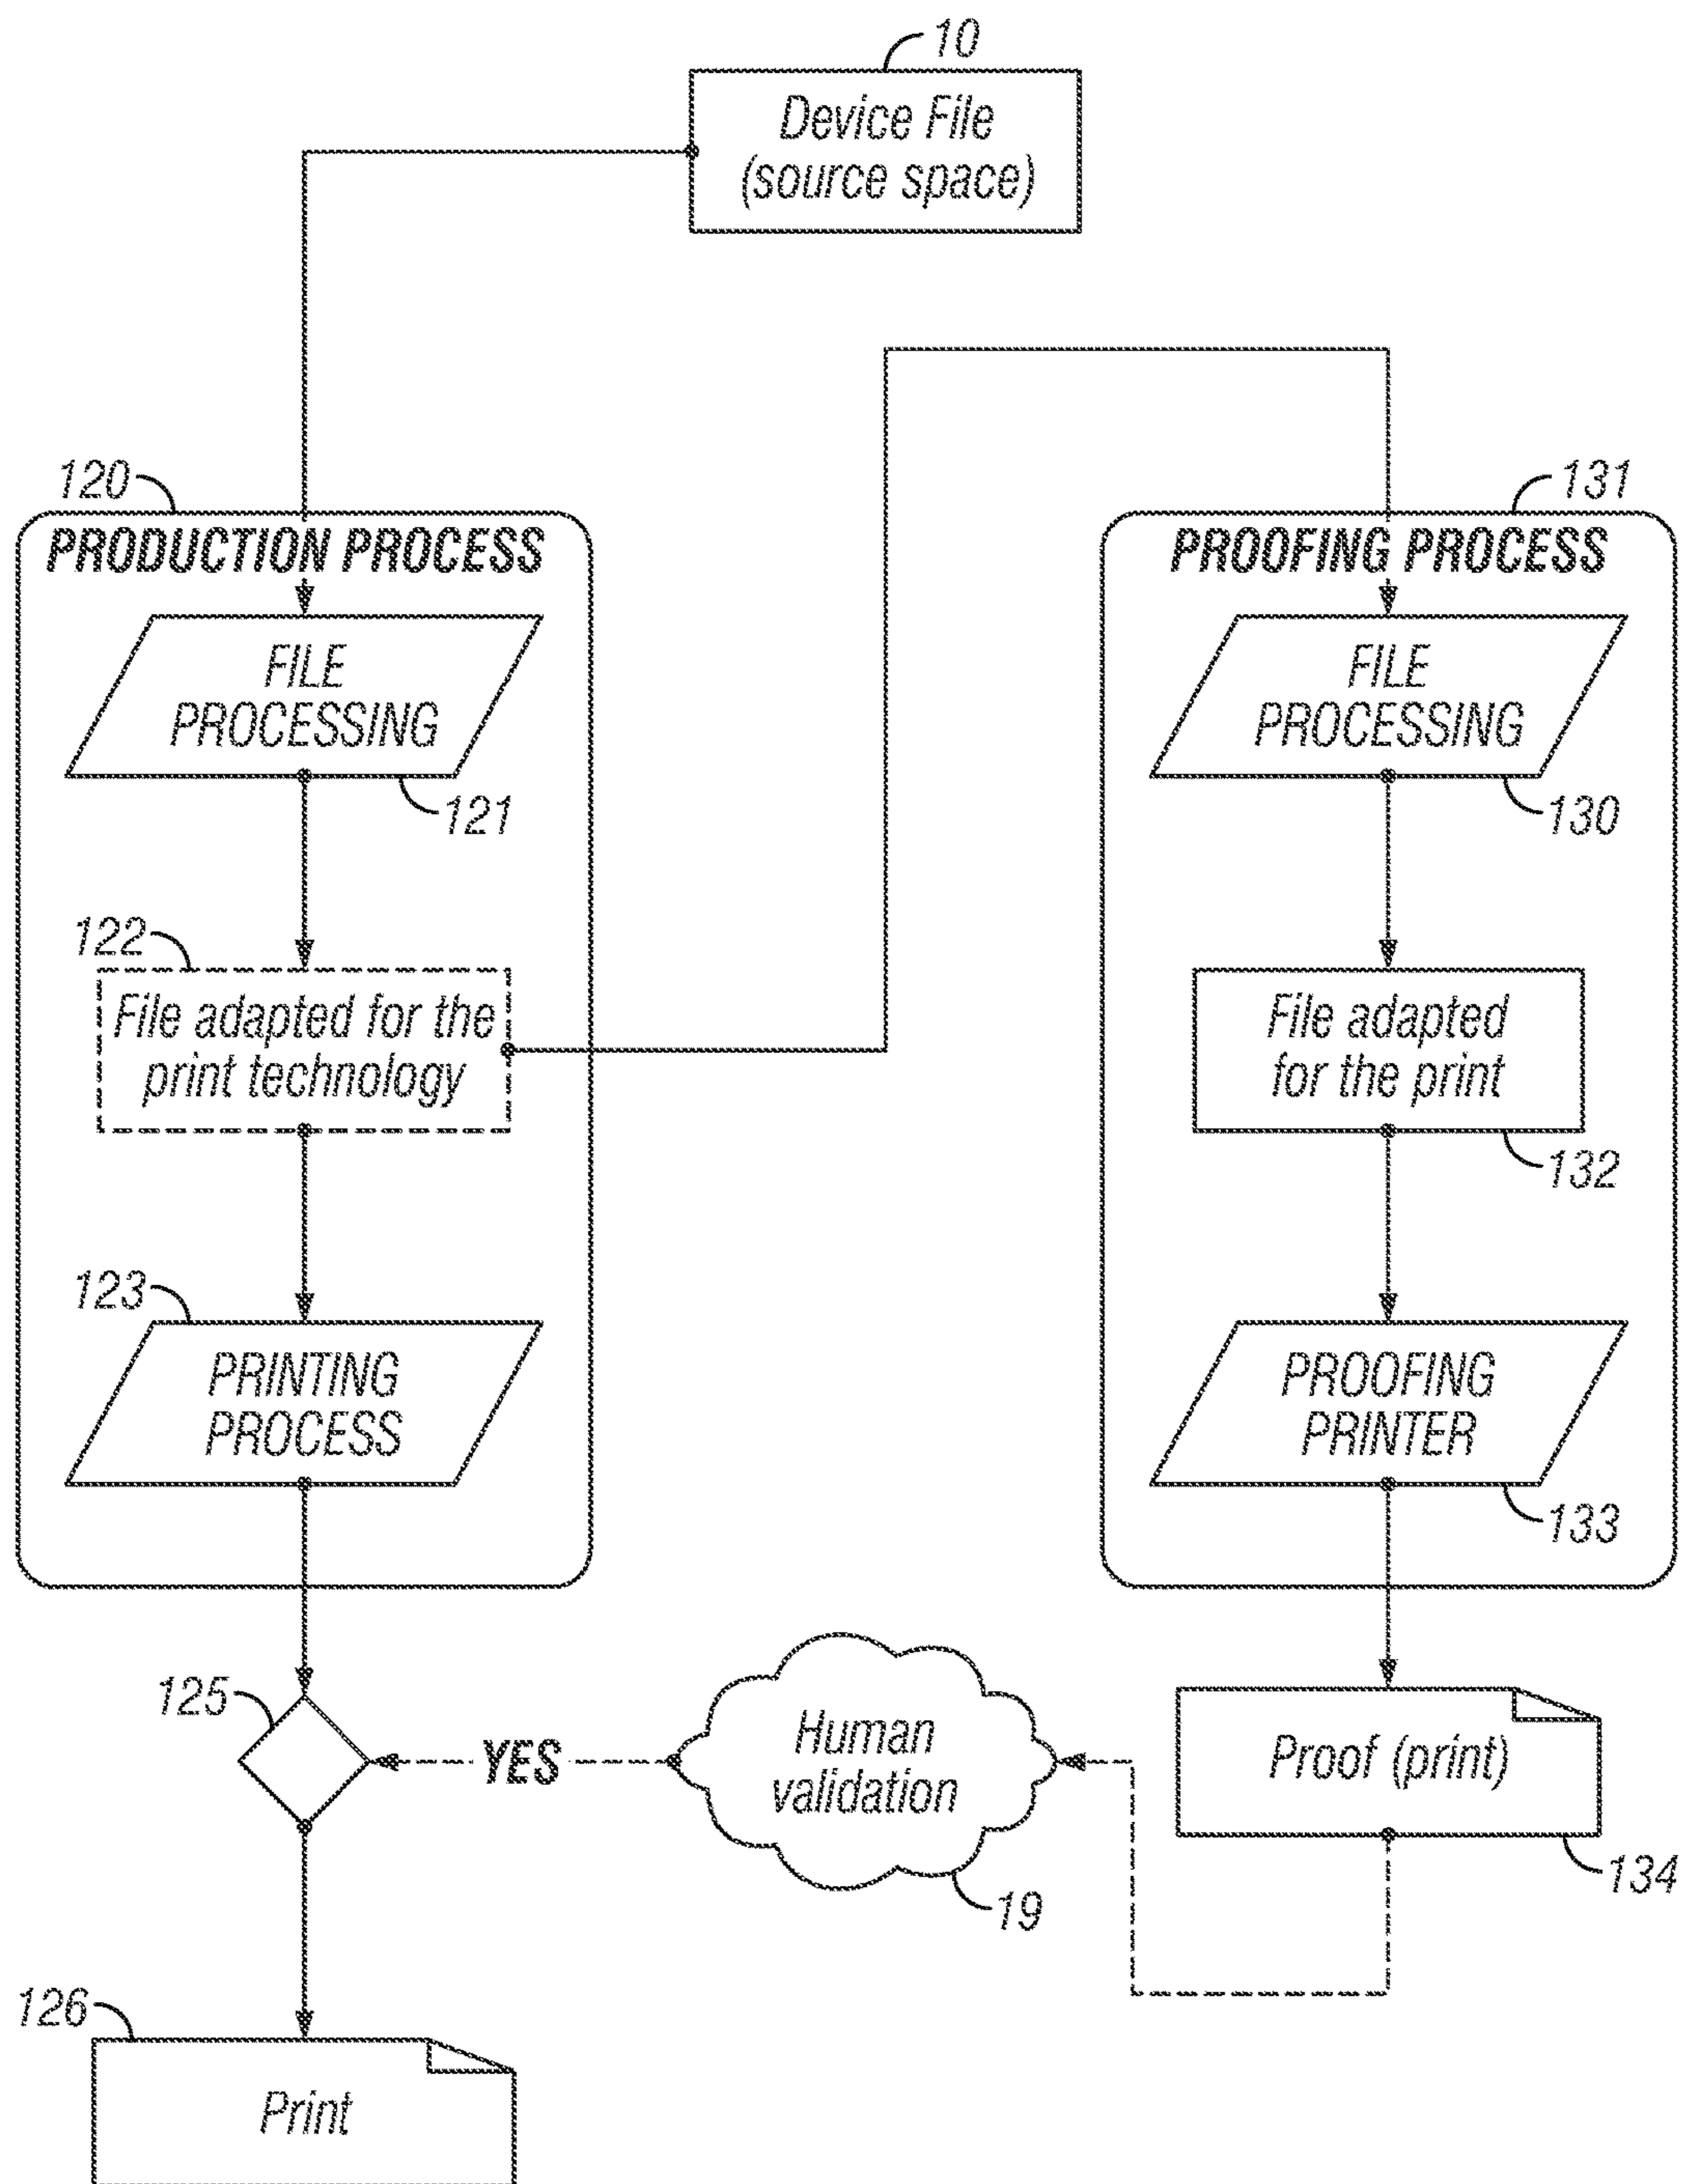 10
Device File
(source space)
120
131
PRODUCTION PROCESS
PROOFING PROCESS
FILE
PROCESSING
121
FILE
PROCESSING
130
122
File adapted for the
print technology
File adapted
for the print
132
123
PRINTING
PROCESS
PROOFING
PRINTER
133
125
YES
Human
validation
19
Proof (print)
134
126
Print